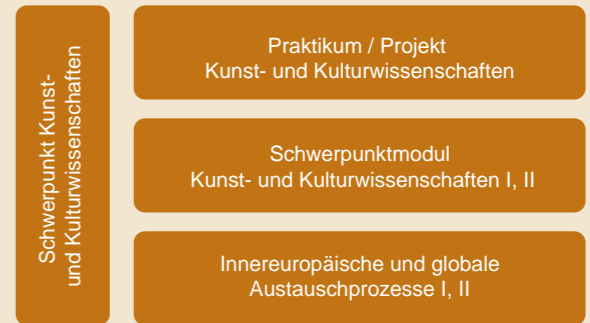 Schwerpunkt Kunst-
und Kulturwissenschaften
Praktikum / Projekt
Kunst- und Kulturwissenschaften
Schwerpunktmodul
Kunst- und Kulturwissenschaften I, II
Innereuropäische und globale
Austauschprozesse I, II